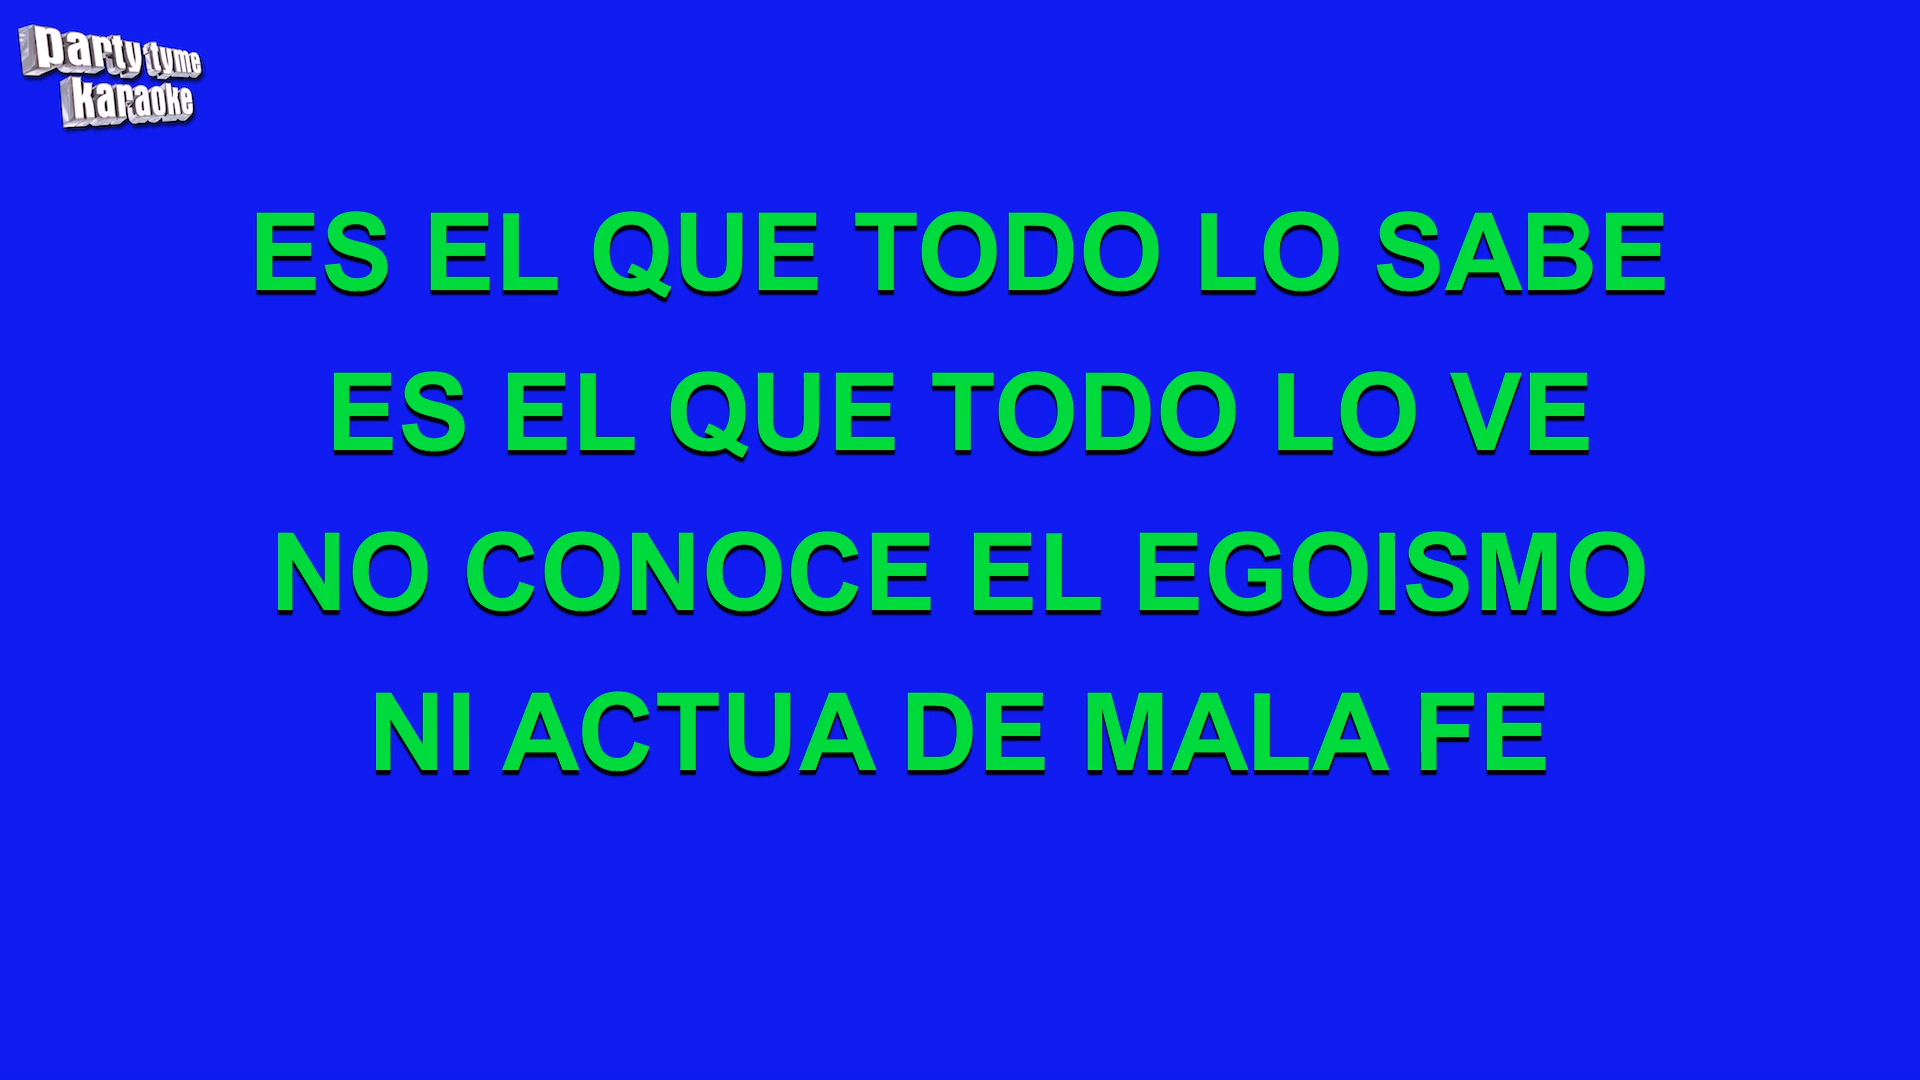 party tyme
karaoke
ES EL QUE TODO LO SABE
ES EL QUE TODO LO VE
NO CONOCE EL EGOISMO
NI ACTUA DE MALA FE